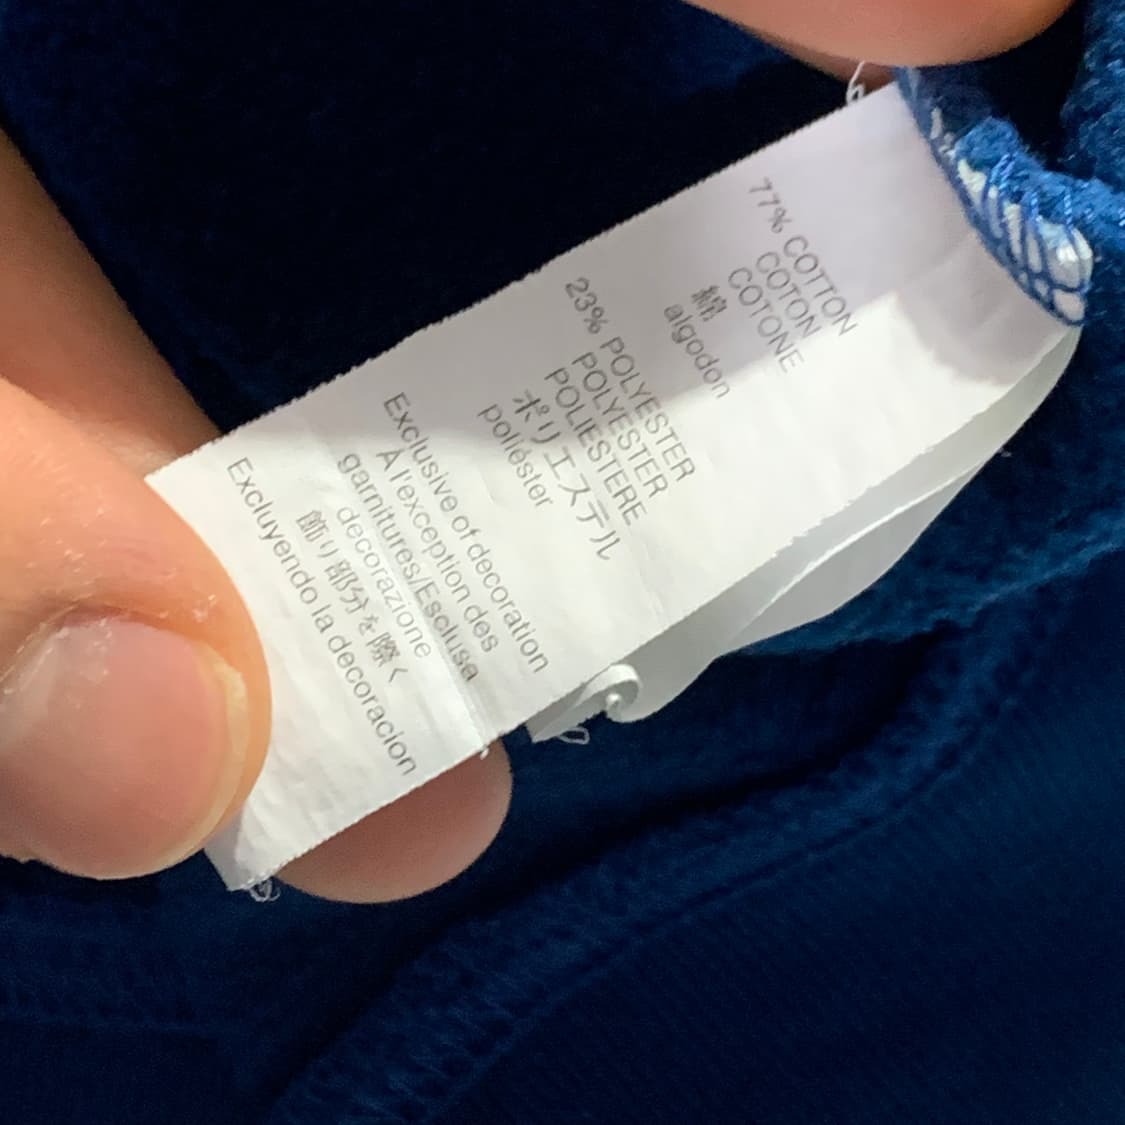 77% COTTON
COTON
COTONE
綿
algodon
23% POLYESTER
POLYESTER
POLIESTERE
ポリエステル
poliéster
Exclusive of decoration
À l'exception des
garnitures/Esclusa
decorazione
飾り部分を際く
Excluyendo la decoracion